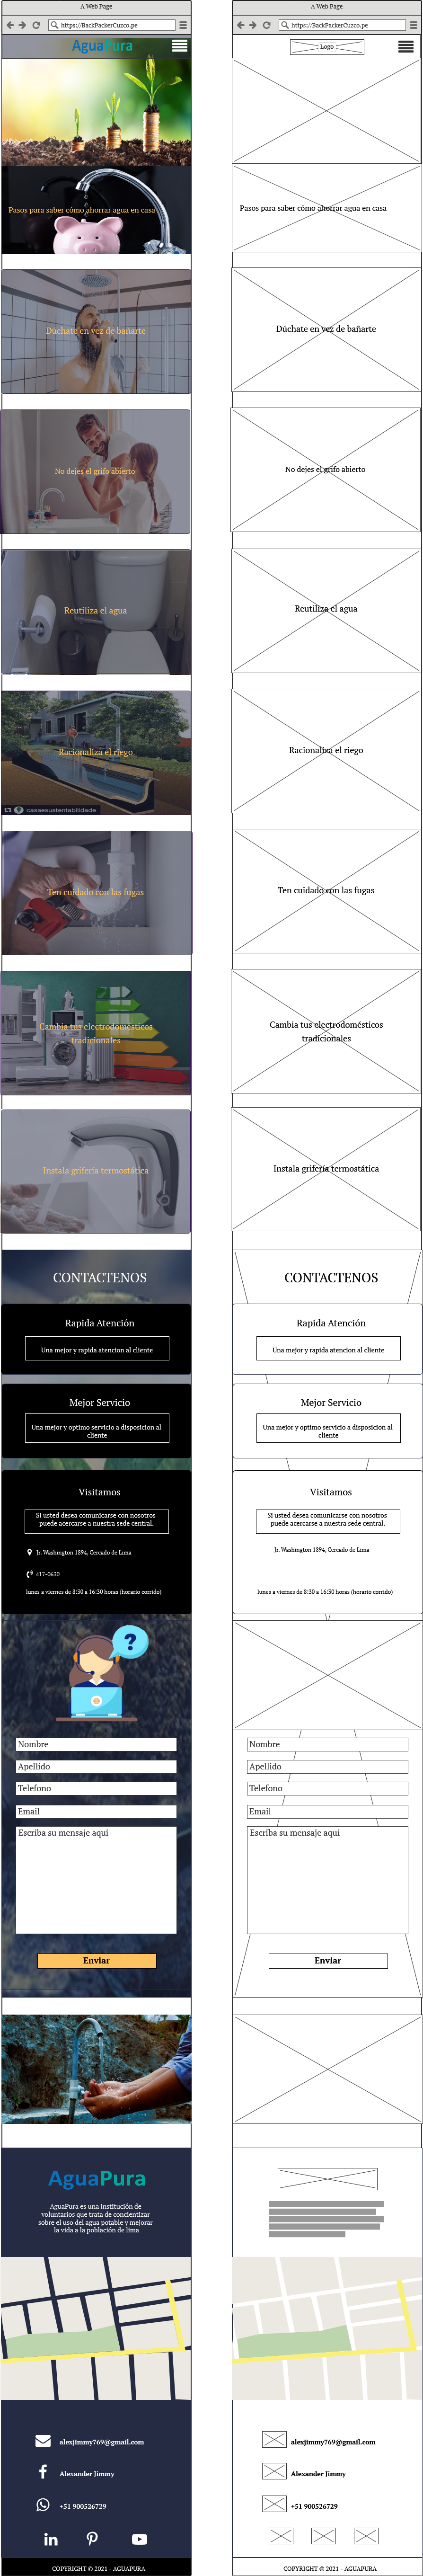 A Web Page
https://BackPackerCuzco.pe
AguaPura
Pasos para saber cómo ahorrar agua en casa
Dúchate en vez de bañarte
No dejes el grifo abierto
Reutiliza el agua
Racionaliza el riego
casaesustentabilidade
Ten cuidado con las fugas
Cambia tus electrodomésticos
tradicionales
Instala grifería termostática
CONTACTENOS
Rapida Atención
Una mejor y rapida atencion al cliente
Mejor Servicio
Una mejor y optimo servicio a disposicion al
cliente
Visitamos
Si usted desea comunicarse con nosotros
puede acercarse a nuestra sede central.
Jr. Washington 1894, Cercado de Lima
417-0630
lunes a viernes de 8:30 a 16:30 horas (horario corrido)
?
Nombre
Apellido
Telefono
Email
Escriba su mensaje aqui
Enviar
AguaPura
AguaPura es una institución de
voluntarios que trata de concientizar
sobre el uso del agua potable y mejorar
la vida a la población de lima
alexjimmy769@gmail.com
Alexander Jimmy
+51 900526729
COPYRIGHT © 2021 - AGUAPURA
A Web Page
https://BackPackerCuzco.pe
Logo
Pasos para saber cómo ahorrar agua en casa
Dúchate en vez de bañarte
No dejes el grifo abierto
Reutiliza el agua
Racionaliza el riego
Ten cuidado con las fugas
Cambia tus electrodomésticos
tradicionales
Instala grifería termostática
CONTACTENOS
Rapida Atención
Una mejor y rapida atencion al cliente
Mejor Servicio
Una mejor y optimo servicio a disposicion al
cliente
Visitamos
Si usted desea comunicarse con nosotros
puede acercarse a nuestra sede central.
Jr. Washington 1894, Cercado de Lima
lunes a viernes de 8:30 a 16:30 horas (horario corrido)
Nombre
Apellido
Telefono
Email
Escriba su mensaje aqui
Enviar
alexjimmy769@gmail.com
Alexander Jimmy
+51 900526729
COPYRIGHT © 2021 - AGUAPURA